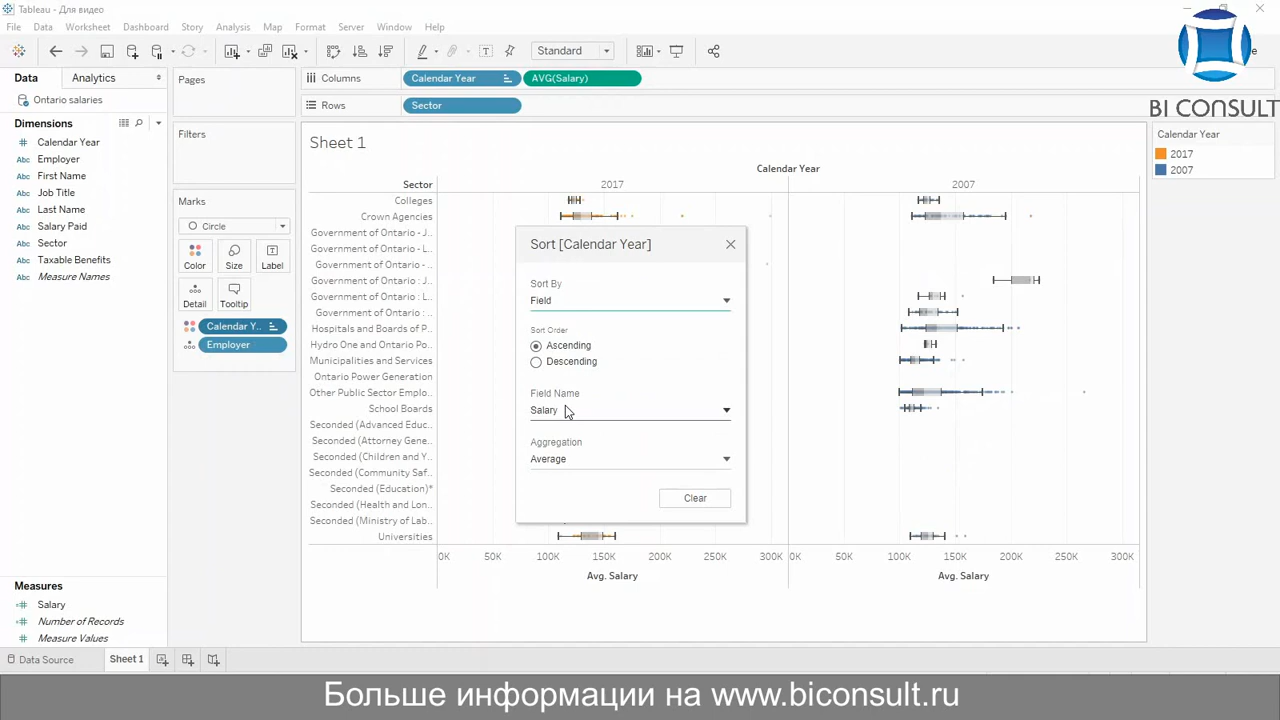 Tableau - Для видео
File Data Worksheet Dashboard Story Analysis Map Format Server Window Help
Standard
Data Analytics
Pages
Columns Calendar Year AVG(Salary)
Ontario salaries
Rows Sector
BI CONSULT
Dimensions
Calendar Year
Abc Employer
Abc First Name
Abc Job Title
Abc Last Name
Abc Salary Paid
Abc Sector
Abc Taxable Benefits
Abc Measure Names
Filters
Marks
Circle
Color Size Label
Detail Tooltip
Calendar Y..
Employer
Sheet 1
Calendar Year
2017
2007
Calendar Year
Sector 2017 2007
Colleges
Crown Agencies
Government of Ontario - J..
Government of Ontario - L..
Government of Ontario - ..
Government of Ontario : J..
Government of Ontario : L..
Government of Ontario : ..
Hospitals and Boards of P..
Hydro One and Ontario Po..
Municipalities and Services
Ontario Power Generation
Other Public Sector Emplo..
School Boards
Seconded (Advanced Educ..
Seconded (Attorney Gene..
Seconded (Children and Y..
Seconded (Community Saf..
Seconded (Education)*
Seconded (Health and Lon..
Seconded (Ministry of Lab..
Universities
0K 50K 100K 150K 200K 250K 300K 0K 50K 100K 150K 200K 250K 300K
Avg. Salary Avg. Salary
Sort [Calendar Year]
Sort By
Field
Sort Order
Ascending
Descending
Field Name
Salary
Aggregation
Average
Clear
Measures
Salary
Number of Records
Measure Values
Data Source Sheet 1
Больше информации на www.biconsult.ru